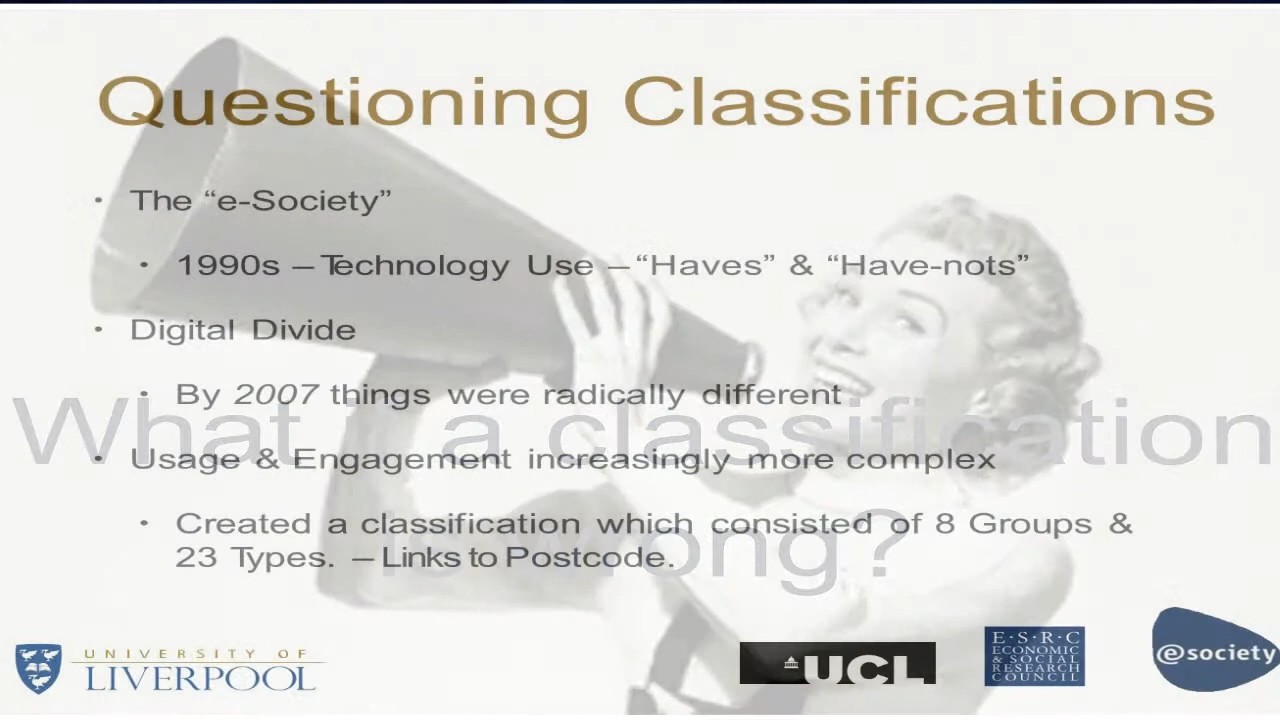 Questioning Classifications
• The “e-Society”
• 1990s – Technology Use – “Haves” & “Have-nots”
• Digital Divide
• By 2007 things were radically different
What if a classification
• Usage & Engagement increasingly more complex
• Created a classification which consisted of 8 Groups &
is wrong?
23 Types. – Links to Postcode.
UNIVERSITY OF
LIVERPOOL
UCL
E·S·R·C
ECONOMIC
& SOCIAL
RESEARCH
COUNCIL
@society